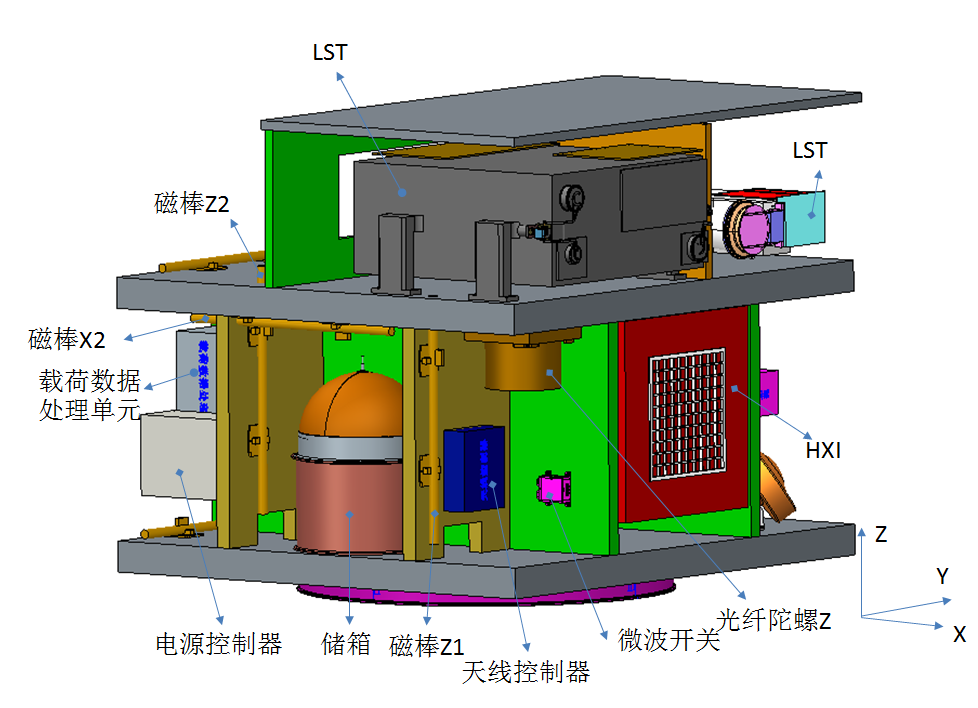 LST
LST
磁棒Z2
磁棒X2
载荷数据
处理单元
HXI
Z
Y
X
电源控制器
储箱
磁棒Z1
天线控制器
微波开关
光纤陀螺Z